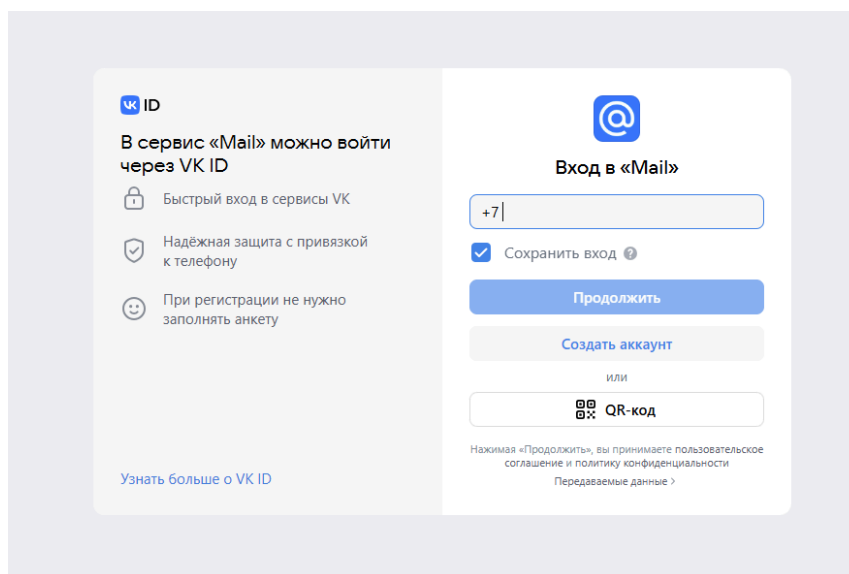 VK ID
В сервис «Mail» можно войти
через VK ID
Быстрый вход в сервисы VK
Надёжная защита с привязкой
к телефону
При регистрации не нужно
заполнять анкету
Узнать больше о VK ID
@
Вход в «Mail»
+7
Сохранить вход ?
Продолжить
Создать аккаунт
или
QR-код
Нажимая «Продолжить», вы принимаете пользовательское
соглашение и политику конфиденциальности
Передаваемые данные >